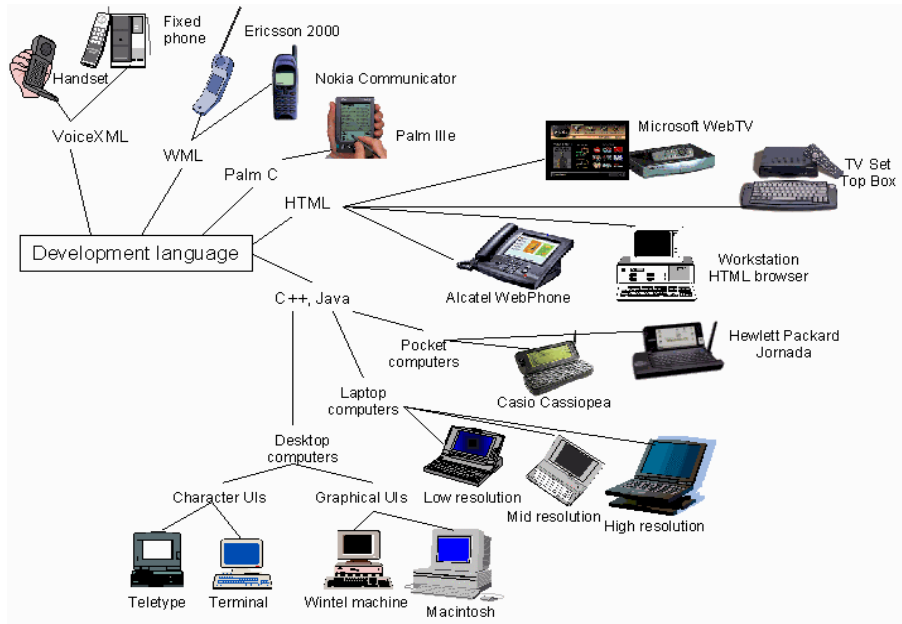 Fixed
phone
Ericsson 2000
Handset
Nokia Communicator
VoiceXML
WML
Palm IIIe
Palm C
Microsoft WebTV
TV Set
Top Box
HTML
Development language
Alcatel WebPhone
Workstation
HTML browser
C++, Java
Pocket
computers
Hewlett Packard
Jornada
Casio Cassiopea
Laptop
computers
Desktop
computers
Low resolution
Mid resolution
High resolution
Character UIs
Graphical UIs
Teletype
Terminal
Wintel machine
Macintosh